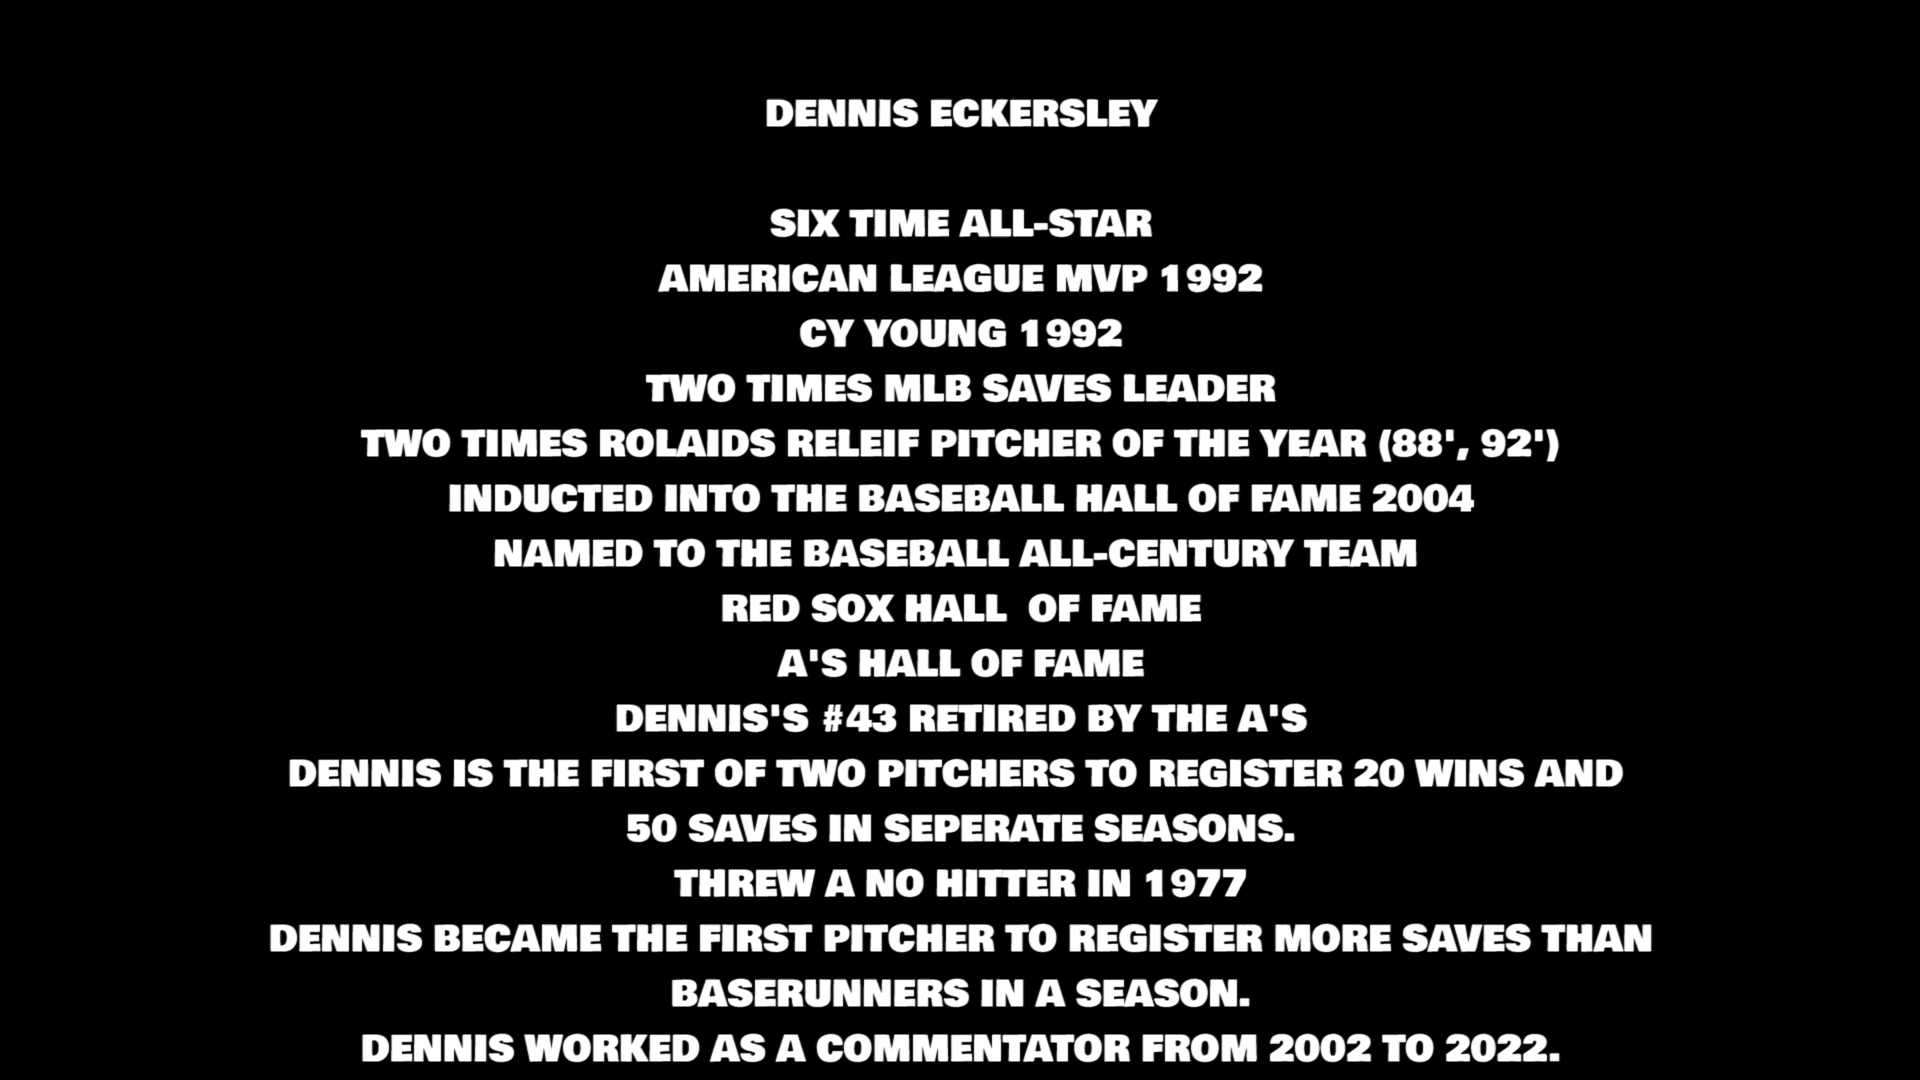 DENNIS ECKERSLEY
SIX TIME ALL-STAR
AMERICAN LEAGUE MVP 1992
CY YOUNG 1992
TWO TIMES MLB SAVES LEADER
TWO TIMES ROLAIDS RELEIF PITCHER OF THE YEAR (88', 92')
INDUCTED INTO THE BASEBALL HALL OF FAME 2004
NAMED TO THE BASEBALL ALL-CENTURY TEAM
RED SOX HALL  OF FAME
A'S HALL OF FAME
DENNIS'S #43 RETIRED BY THE A'S
DENNIS IS THE FIRST OF TWO PITCHERS TO REGISTER 20 WINS AND
50 SAVES IN SEPERATE SEASONS.
THREW A NO HITTER IN 1977
DENNIS BECAME THE FIRST PITCHER TO REGISTER MORE SAVES THAN
BASERUNNERS IN A SEASON.
DENNIS WORKED AS A COMMENTATOR FROM 2002 TO 2022.